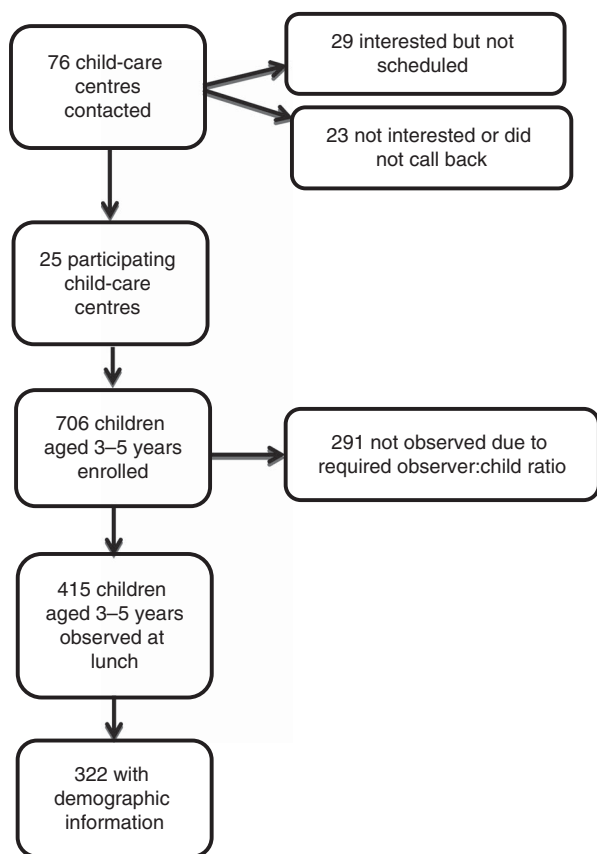 76 child-care
centres
contacted
29 interested but not
scheduled
23 not interested or did
not call back
25 participating
child-care
centres
706 children
aged 3–5 years
enrolled
291 not observed due to
required observer:child ratio
415 children
aged 3–5 years
observed at
lunch
322 with
demographic
information